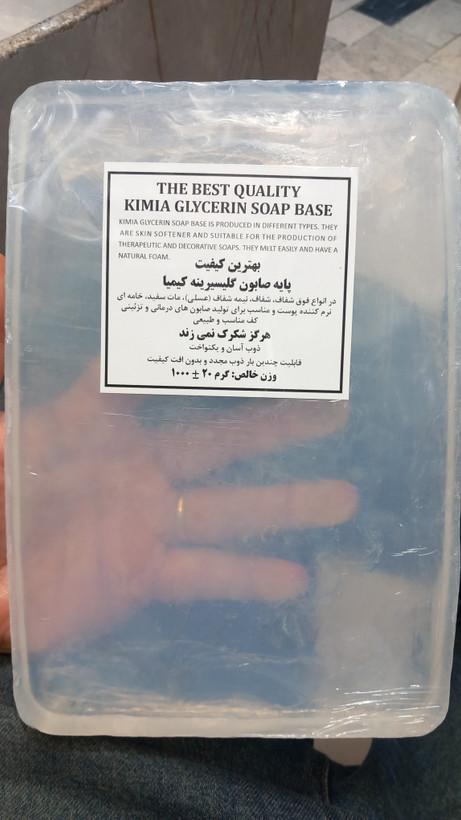 THE BEST QUALITY
KIMIA GLYCERIN SOAP BASE
KIMIA GLYCERIN SOAP BASE IS PRODUCED IN DIFFERENT TYPES. THEY
ARE SKIN SOFTENER AND SUITABLE FOR THE PRODUCTION OF
THERAPEUTIC AND DECORATIVE SOAPS. THEY MELT EASILY AND HAVE A
NATURAL FOAM.
بهترین کیفیت
پایه صابون گلیسیرینه کیمیا
در انواع فوق شفاف، شفاف، نیمه شفاف (عسلی)، مات سفید، خامه ای
نرم کننده پوست و مناسب برای تولید صابون های درمانی و تزئینی
کف مناسب و طبیعی
هرگز شکرک نمی زند
ذوب آسان و یکنواخت
قابلیت چندین بار ذوب مجدد و بدون افت کیفیت
وزن خالص: گرم ۲۰ ± ۱۰۰۰